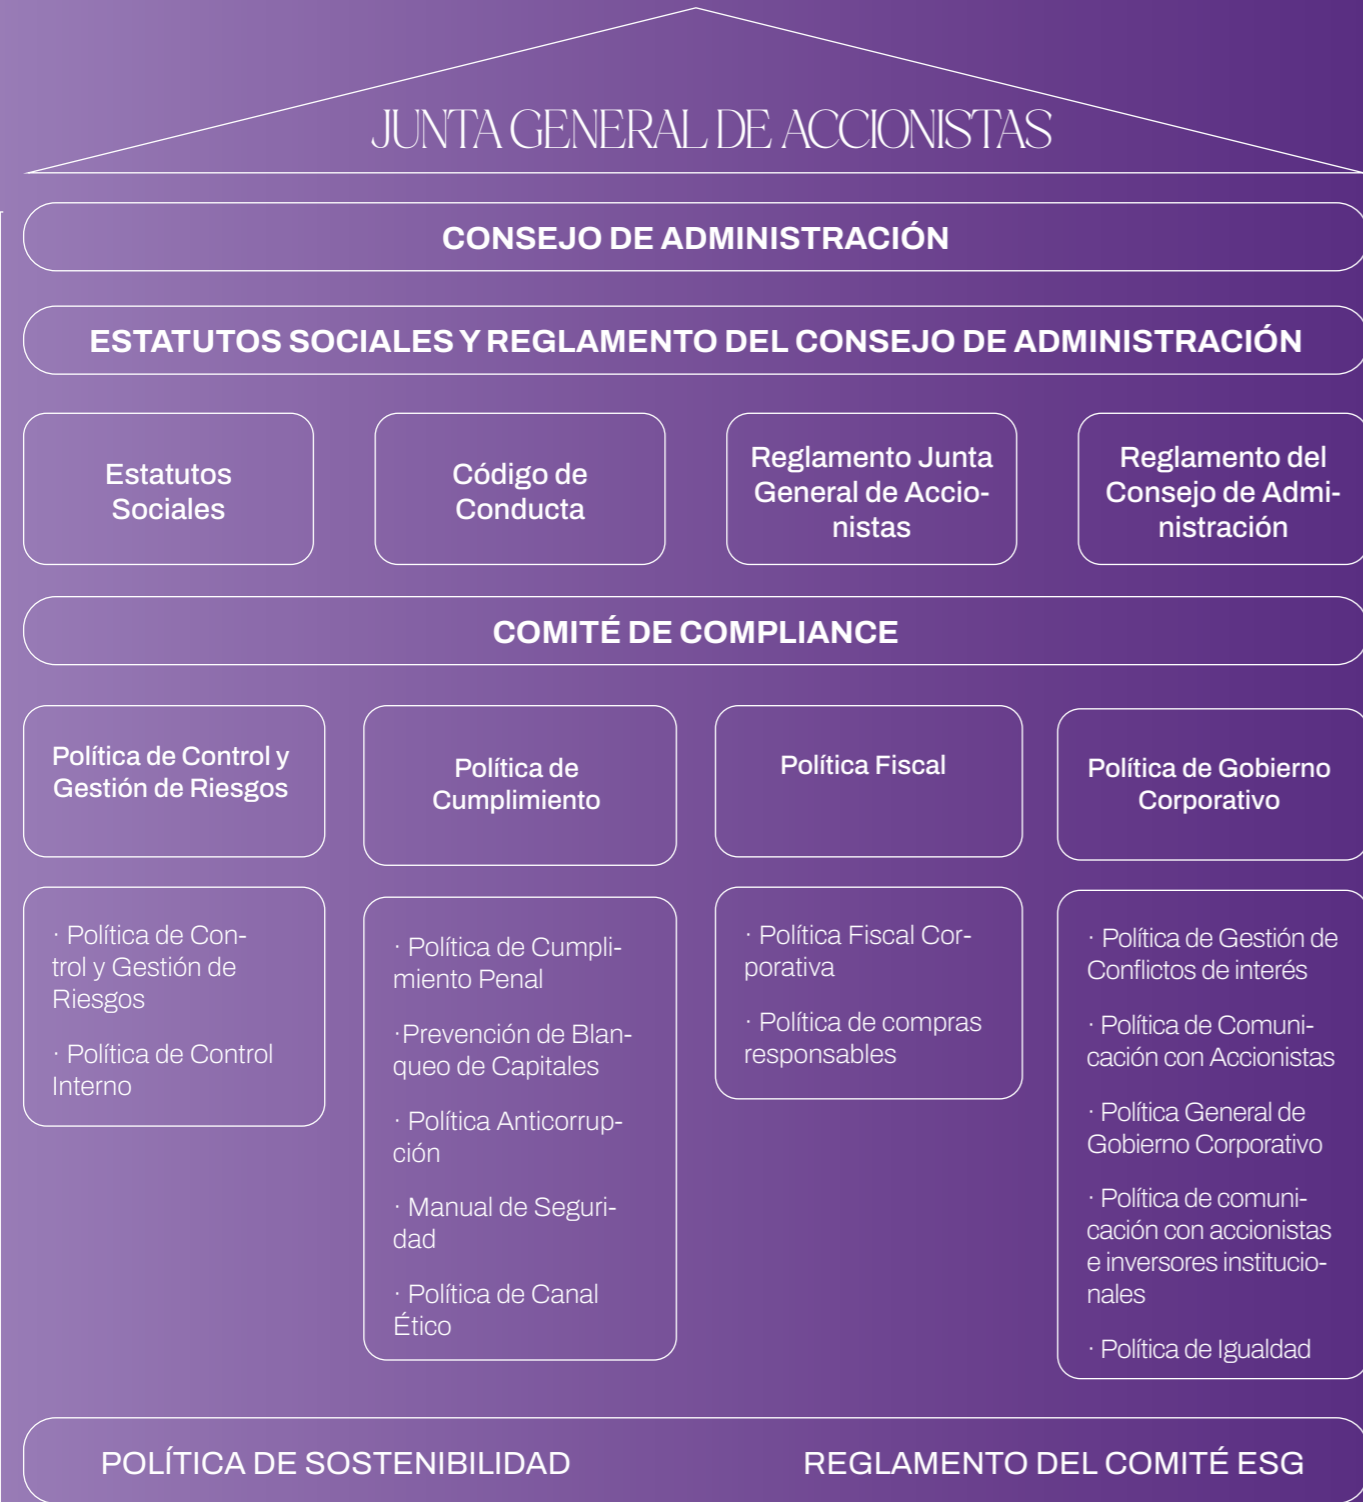 JUNTA GENERAL DE ACCIONISTAS
CONSEJO DE ADMINISTRACIÓN
ESTATUTOS SOCIALES Y REGLAMENTO DEL CONSEJO DE ADMINISTRACIÓN
Estatutos
Sociales
Código de
Conducta
Reglamento Junta
General de Accio-
nistas
Reglamento del
Consejo de Admi-
nistración
COMITÉ DE COMPLIANCE
Política de Control y
Gestión de Riesgos
Política de
Cumplimiento
Política Fiscal
Política de Gobierno
Corporativo
· Política de Con-
trol y Gestión de
Riesgos
· Política de Control
Interno
· Política de Cumpli-
miento Penal
·Prevención de Blan-
queo de Capitales
· Política Anticorrup-
ción
· Manual de Seguri-
dad
· Política de Canal
Ético
· Política Fiscal Cor-
porativa
· Política de compras
responsables
· Política de Gestión de
Conflictos de interés
· Política de Comuni-
cación con Accionistas
· Política General de
Gobierno Corporativo
· Política de comuni-
cación con accionistas
e inversores institucio-
nales
· Política de Igualdad
POLÍTICA DE SOSTENIBILIDAD
REGLAMENTO DEL COMITÉ ESG